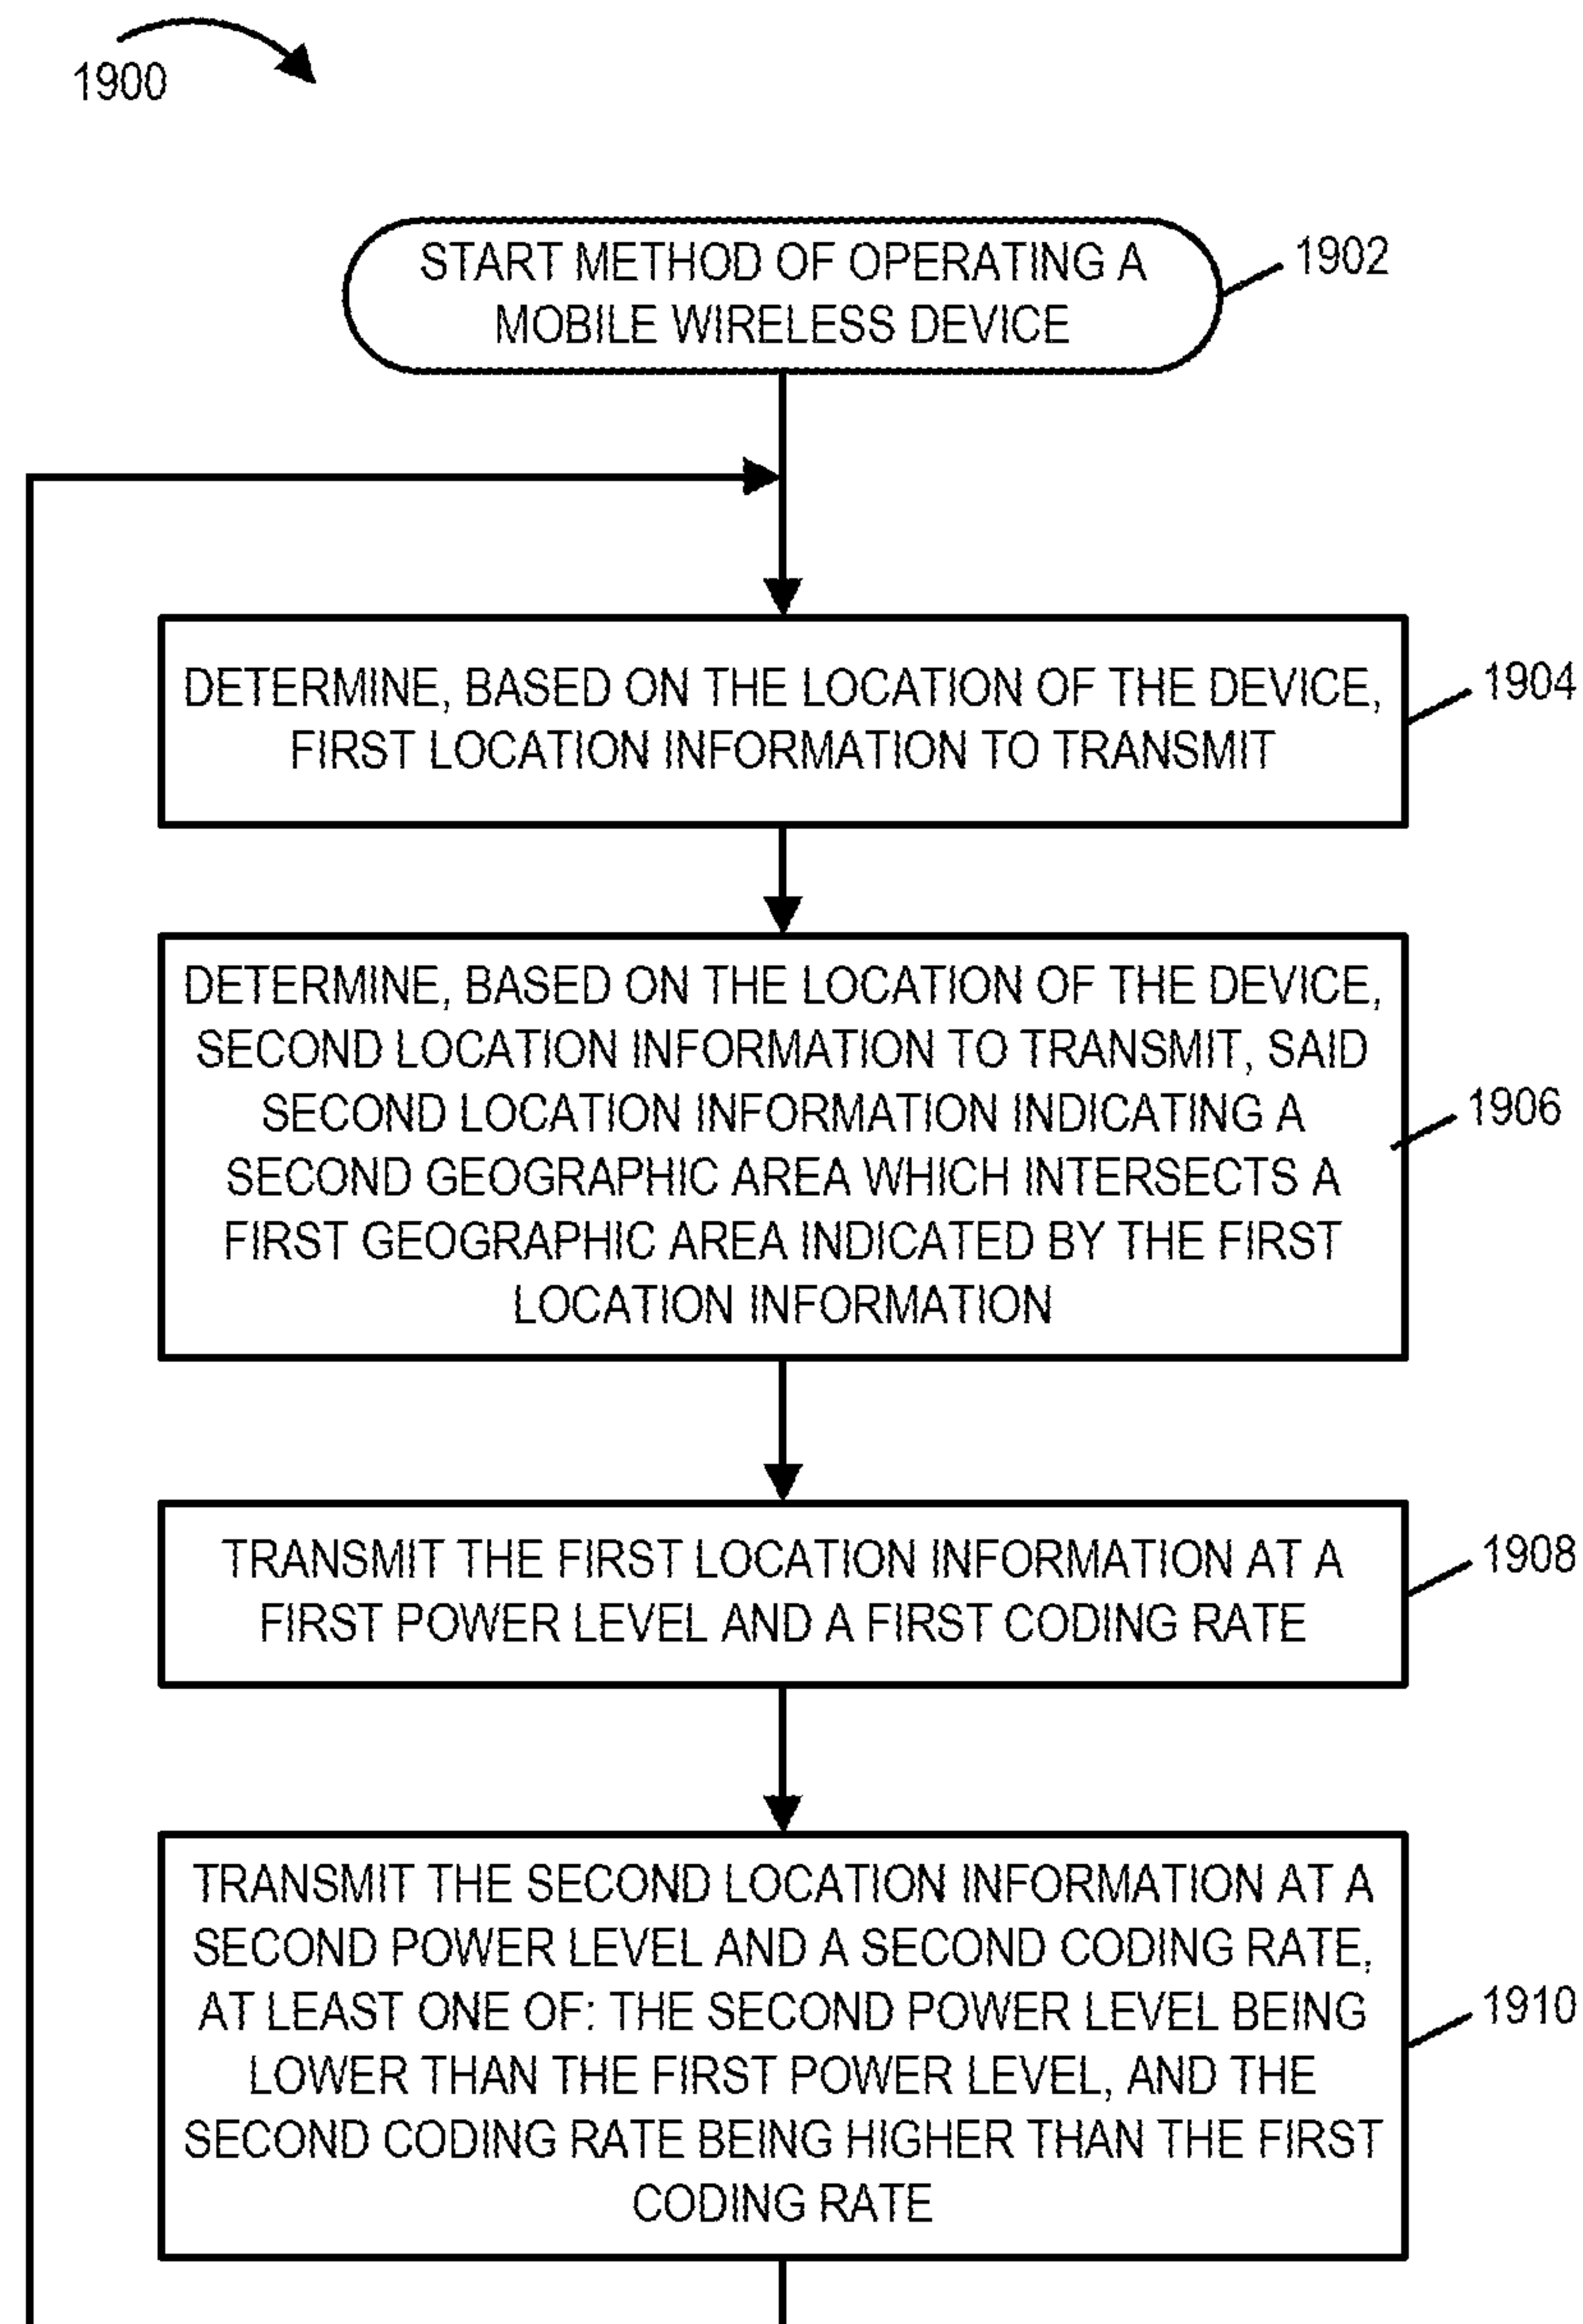 1900
START METHOD OF OPERATING A
MOBILE WIRELESS DEVICE
1902
DETERMINE, BASED ON THE LOCATION OF THE DEVICE,
FIRST LOCATION INFORMATION TO TRANSMIT
1904
DETERMINE, BASED ON THE LOCATION OF THE DEVICE,
SECOND LOCATION INFORMATION TO TRANSMIT, SAID
SECOND LOCATION INFORMATION INDICATING A
SECOND GEOGRAPHIC AREA WHICH INTERSECTS A
FIRST GEOGRAPHIC AREA INDICATED BY THE FIRST
LOCATION INFORMATION
1906
TRANSMIT THE FIRST LOCATION INFORMATION AT A
FIRST POWER LEVEL AND A FIRST CODING RATE
1908
TRANSMIT THE SECOND LOCATION INFORMATION AT A
SECOND POWER LEVEL AND A SECOND CODING RATE,
AT LEAST ONE OF: THE SECOND POWER LEVEL BEING
LOWER THAN THE FIRST POWER LEVEL, AND THE
SECOND CODING RATE BEING HIGHER THAN THE FIRST
CODING RATE
1910